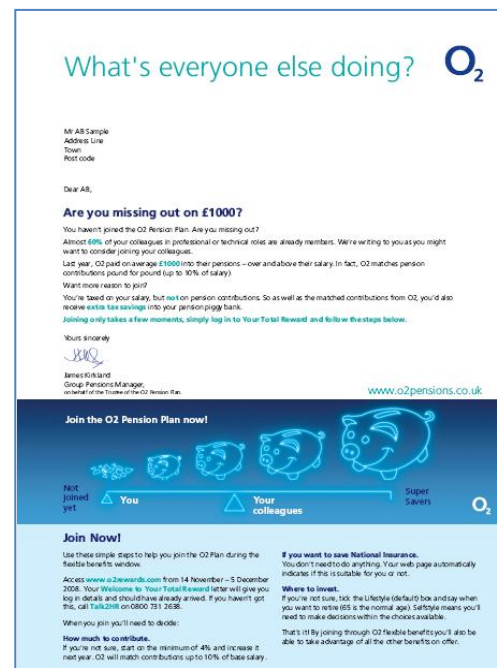 What's everyone else doing?
O2
Mr AB Sample
Address Line
Town
Post code
Dear AB,
Are you missing out on £1000?
You haven't joined the O2 Pension Plan. Are you missing out?
Almost 60% of your colleagues in professional or technical roles are already members. We're writing to you as you might
want to consider joining your colleagues.
Last year, O2 paid on average £1000 into their pensions – over and above their salary. In fact, O2 matches pension
contributions pound for pound (up to 10% of salary).
Want more reason to join?
You're taxed on your salary, but not on pension contributions. So as well as the matched contributions from O2, you'd also
receive extra tax savings into your pension piggy bank.
Joining only takes a few moments, simply log in to Your Total Reward and follow the steps below.
Yours sincerely
James Kirkland
Group Pensions Manager,
on behalf of the Trustee of the O2 Pension Plan.
www.o2pensions.co.uk
Join the O2 Pension Plan now!
Not
joined
yet
You
Your
colleagues
Super
Savers
O2
Join Now!
Use these simple steps to help you join the O2 Plan during the
flexible benefits window.
Access www.o2rewards.com from 14 November – 5 December
2008. Your Welcome to Your Total Reward letter will give you
log in details and should have already arrived. If you haven't got
this, call Talk2HR on 0800 731 2638.
When you join you'll need to decide:
How much to contribute.
If you're not sure, start on the minimum of 4% and increase it
next year. O2 will match contributions up to 10% of base salary.
If you want to save National Insurance.
You don't need to do anything. Your web page automatically
indicates if this is suitable for you or not.
Where to invest.
If you're not sure, tick the Lifestyle (default) box and say when
you want to retire (65 is the normal age). Selfstyle means you'll
need to make decisions within the choices available.
That's it! By joining through O2 flexible benefits you'll also be
able to take advantage of all the other benefits on offer.